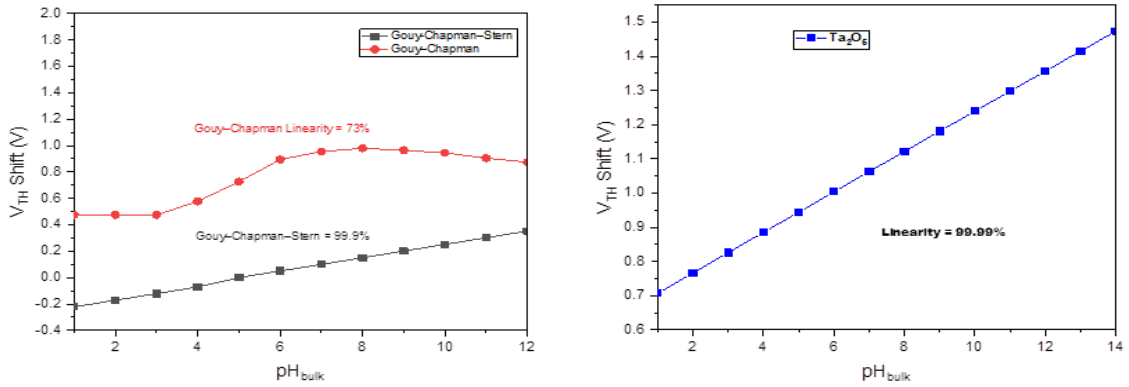 2.0
1.8
1.6
1.4
1.2
1.0
0.8
0.6
0.4
0.2
0.0
-0.2
-0.4
V_TH Shift (V)
Gouy-Chapman–Stern
Gouy–Chapman
Gouy–Chapman Linearity = 73%
Gouy-Chapman–Stern = 99.9%
2 4 6 8 10 12
pH_bulk
1.5
1.4
1.3
1.2
1.1
1.0
0.9
0.8
0.7
0.6
V_TH Shift (V)
Ta₂O₅
Linearity = 99.99%
2 4 6 8 10 12 14
pH_bulk